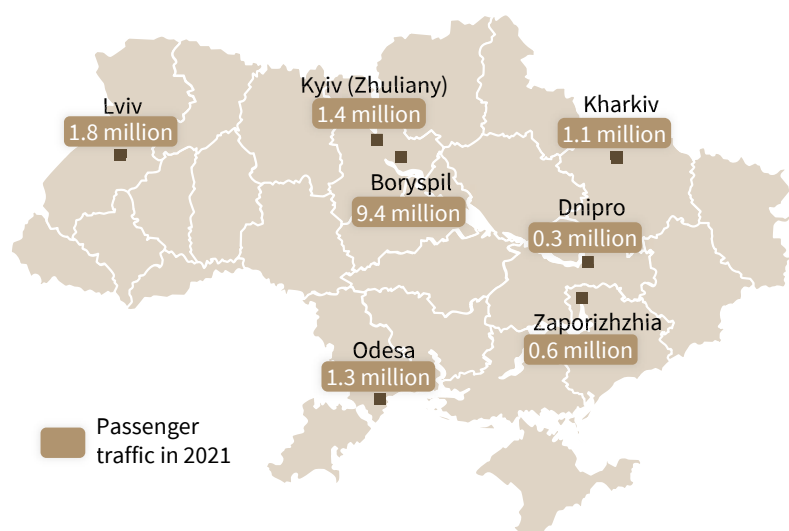 Kyiv (Zhuliany)
1.4 million
Lviv
1.8 million
Kharkiv
1.1 million
Boryspil
9.4 million
Dnipro
0.3 million
Zaporizhzhia
0.6 million
Odesa
1.3 million
Passenger
traffic in 2021